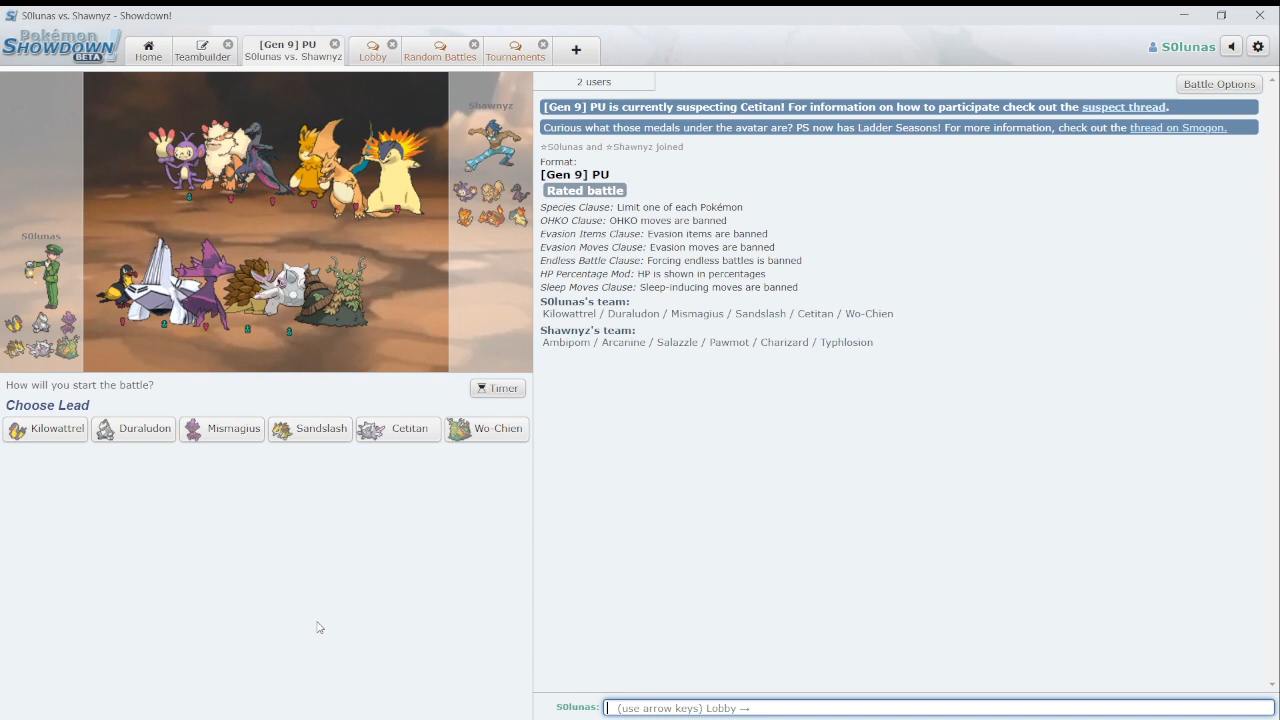 S0lunas vs. Shawnyz - Showdown!
Pokémon
SHOWDOWN!
BETA
Home
Teambuilder
[Gen 9] PU
S0lunas vs. Shawnyz
Lobby
Random Battles
Tournaments
+
S0lunas
Shawnyz
S0lunas
2 users
Battle Options
[Gen 9] PU is currently suspecting Cetitan! For information on how to participate check out the suspect thread.
Curious what those medals under the avatar are? PS now has Ladder Seasons! For more information, check out the thread on Smogon.
☆S0lunas and ☆Shawnyz joined
Format:
[Gen 9] PU
Rated battle
Species Clause: Limit one of each Pokémon
OHKO Clause: OHKO moves are banned
Evasion Items Clause: Evasion items are banned
Evasion Moves Clause: Evasion moves are banned
Endless Battle Clause: Forcing endless battles is banned
HP Percentage Mod: HP is shown in percentages
Sleep Moves Clause: Sleep-inducing moves are banned
S0lunas's team:
Kilowattrel / Duraludon / Mismagius / Sandslash / Cetitan / Wo-Chien
Shawnyz's team:
Ambipom / Arcanine / Salazzle / Pawmot / Charizard / Typhlosion
How will you start the battle?
Timer
Choose Lead
Kilowattrel
Duraludon
Mismagius
Sandslash
Cetitan
Wo-Chien
S0lunas:
(use arrow keys) Lobby →